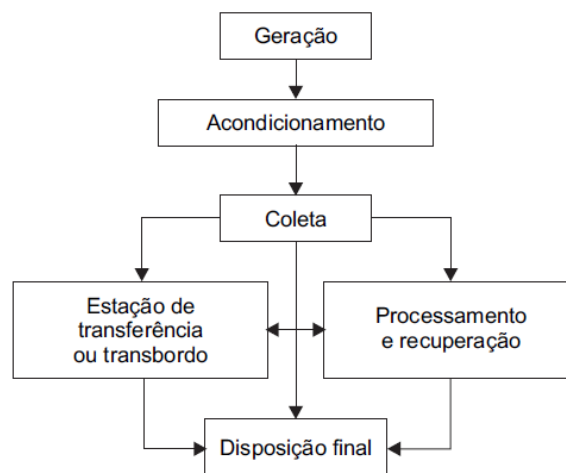 Geração
Acondicionamento
Coleta
Estação de
transferência
ou transbordo
Processamento
e recuperação
Disposição final